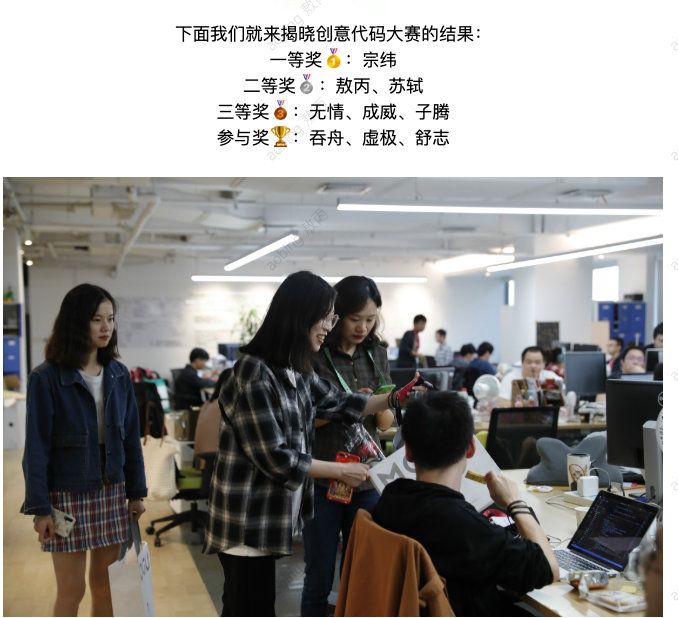 下面我们就来揭晓创意代码大赛的结果：
一等奖🥇：宗纬
二等奖🥈：敖丙、苏轼
三等奖🥉：无情、成威、子腾
参与奖🏆：吞舟、虚极、舒志